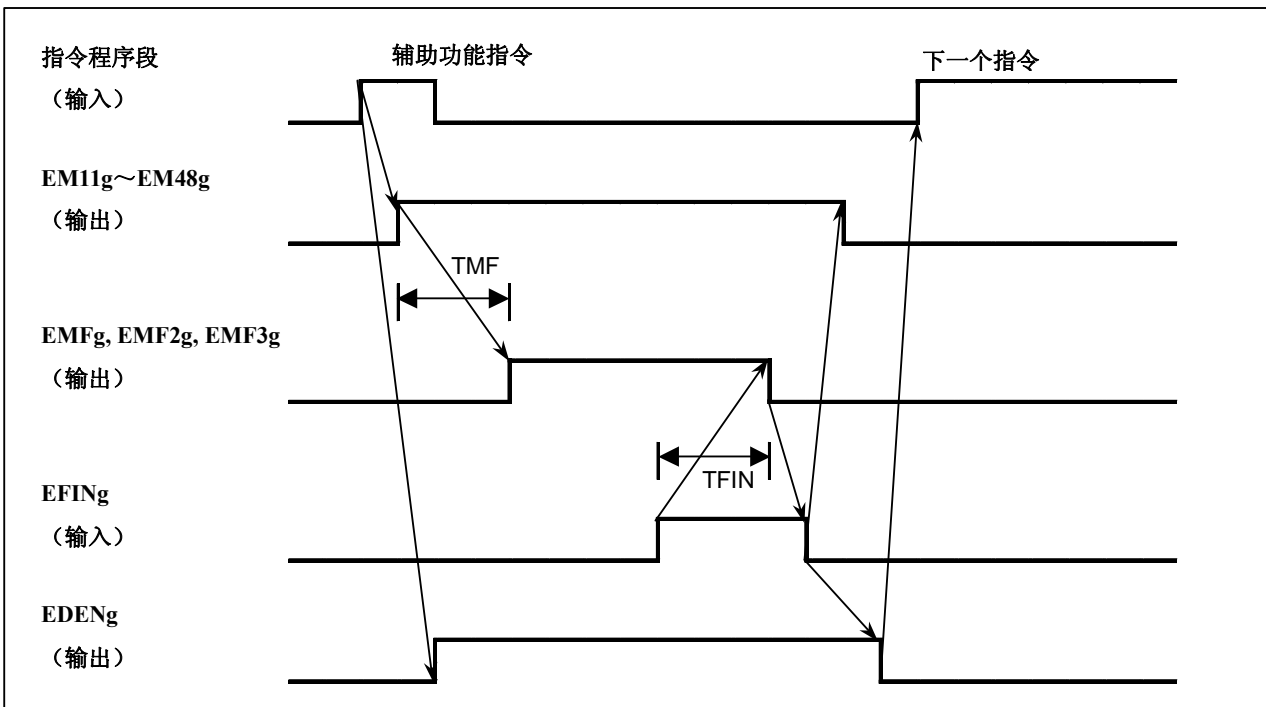 指令程序段
（输入）
辅助功能指令
下一个指令
EM11g～EM48g
（输出）
TMF
EMFg, EMF2g, EMF3g
（输出）
TFIN
EFINg
（输入）
EDENg
（输出）